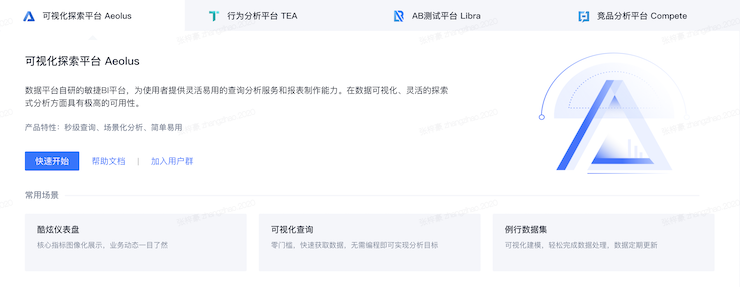 可视化探索平台 Aeolus
行为分析平台 TEA
AB测试平台 Libra
竞品分析平台 Compete
可视化探索平台 Aeolus
数据平台自研的敏捷BI平台，为使用者提供灵活易用的查询分析服务和报表制作能力。在数据可视化、灵活的探索
式分析方面具有极高的可用性。
产品特性：秒级查询、场景化分析、简单易用
快速开始
帮助文档
加入用户群
常用场景
酷炫仪表盘
核心指标图像化展示，业务动态一目了然
可视化查询
零门槛，快速获取数据，无需编程即可实现分析目标
例行数据集
可视化建模，轻松完成数据处理、数据定期更新